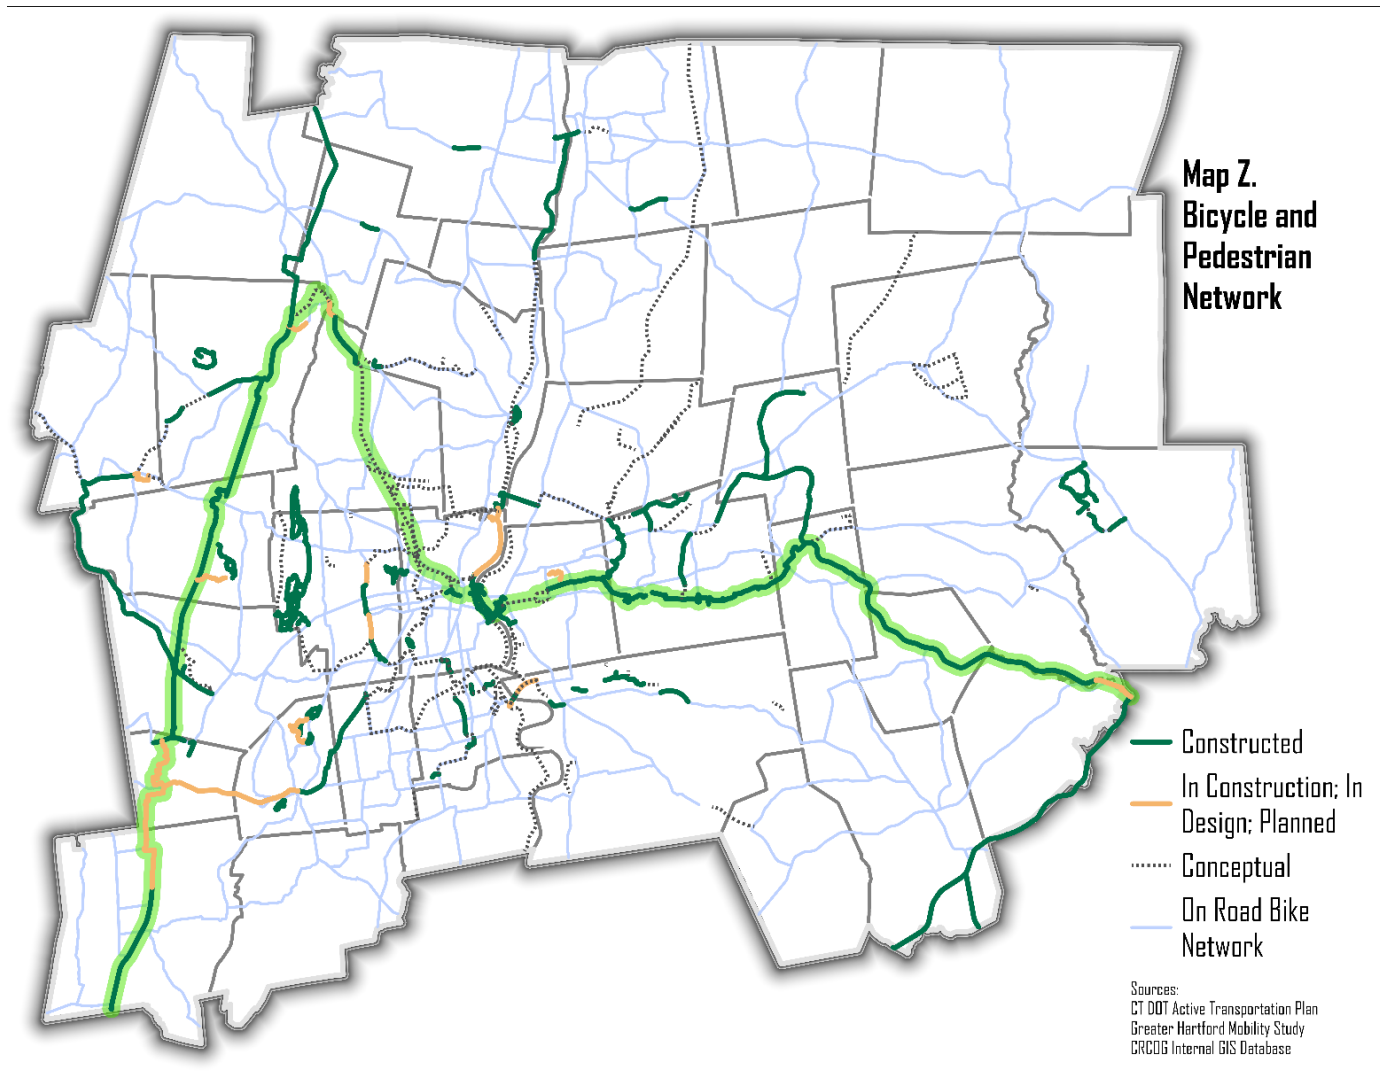 Map 2.
Bicycle and
Pedestrian
Network
Constructed
In Construction; In
Design; Planned
Conceptual
On Road Bike
Network
Sources:
CT DOT Active Transportation Plan
Greater Hartford Mobility Study
CRCOG Internal GIS Database